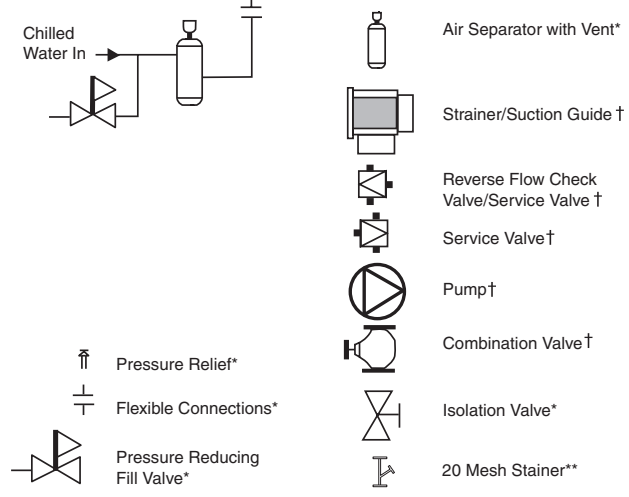 Chilled
Water In
Air Separator with Vent*
Strainer/Suction Guide †
Reverse Flow Check
Valve/Service Valve †
Service Valve†
Pump†
Combination Valve†
Pressure Relief*
Flexible Connections*
Isolation Valve*
Pressure Reducing
Fill Valve*
20 Mesh Stainer**